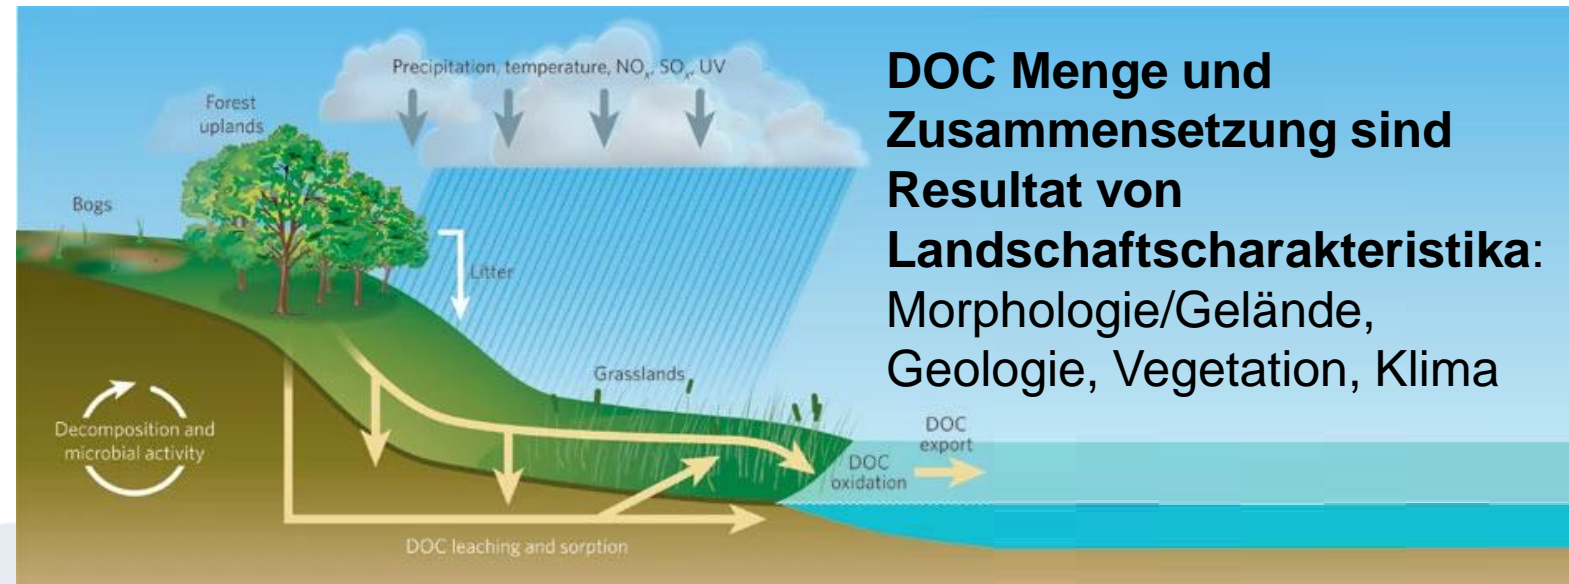 Precipitation, temperature, NOx, SOx, UV
Forest
uplands
Bogs
Litter
Grasslands
Decomposition and
microbial activity
DOC leaching and sorption
DOC
oxidation
DOC
export
DOC Menge und
Zusammensetzung sind
Resultat von
Landschaftscharakteristika:
Morphologie/Gelände,
Geologie, Vegetation, Klima